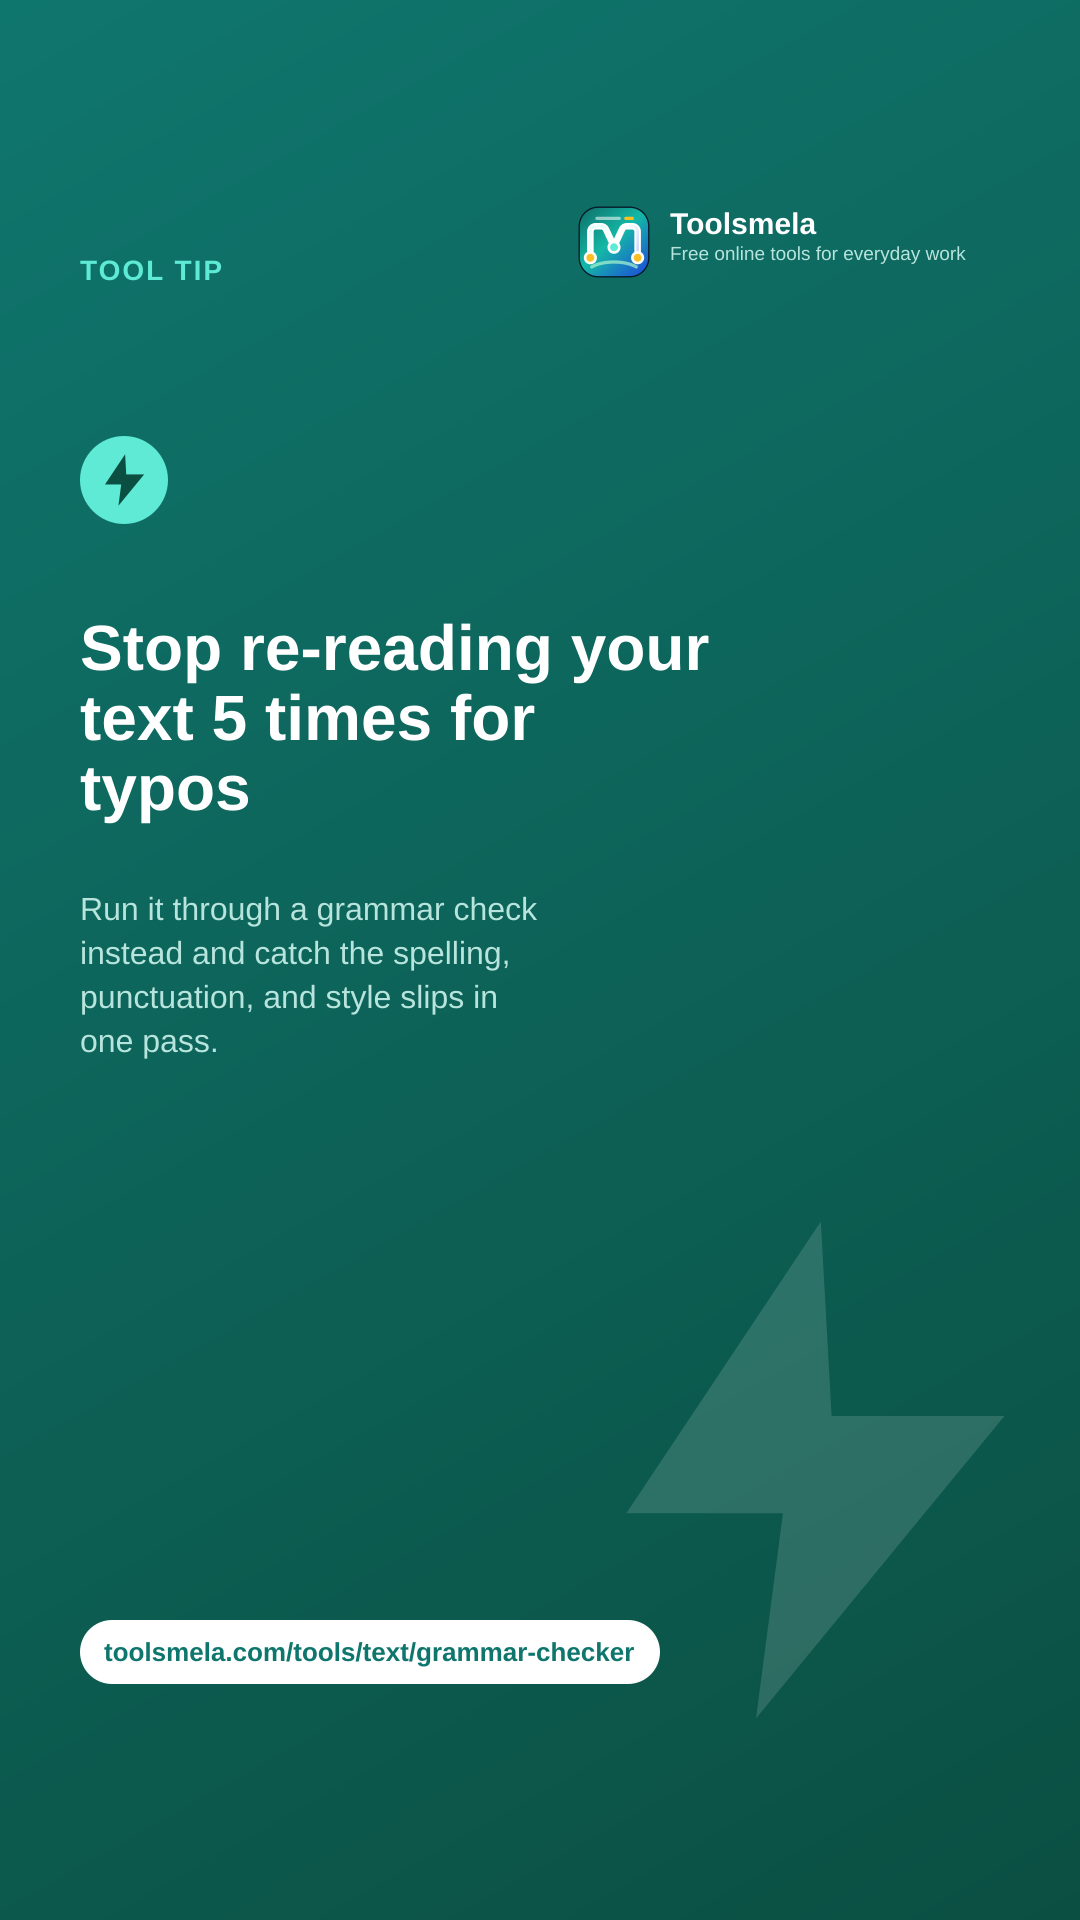 TOOL TIP
Toolsmela
Free online tools for everyday work
Stop re-reading your
text 5 times for
typos
Run it through a grammar check
instead and catch the spelling,
punctuation, and style slips in
one pass.
toolsmela.com/tools/text/grammar-checker